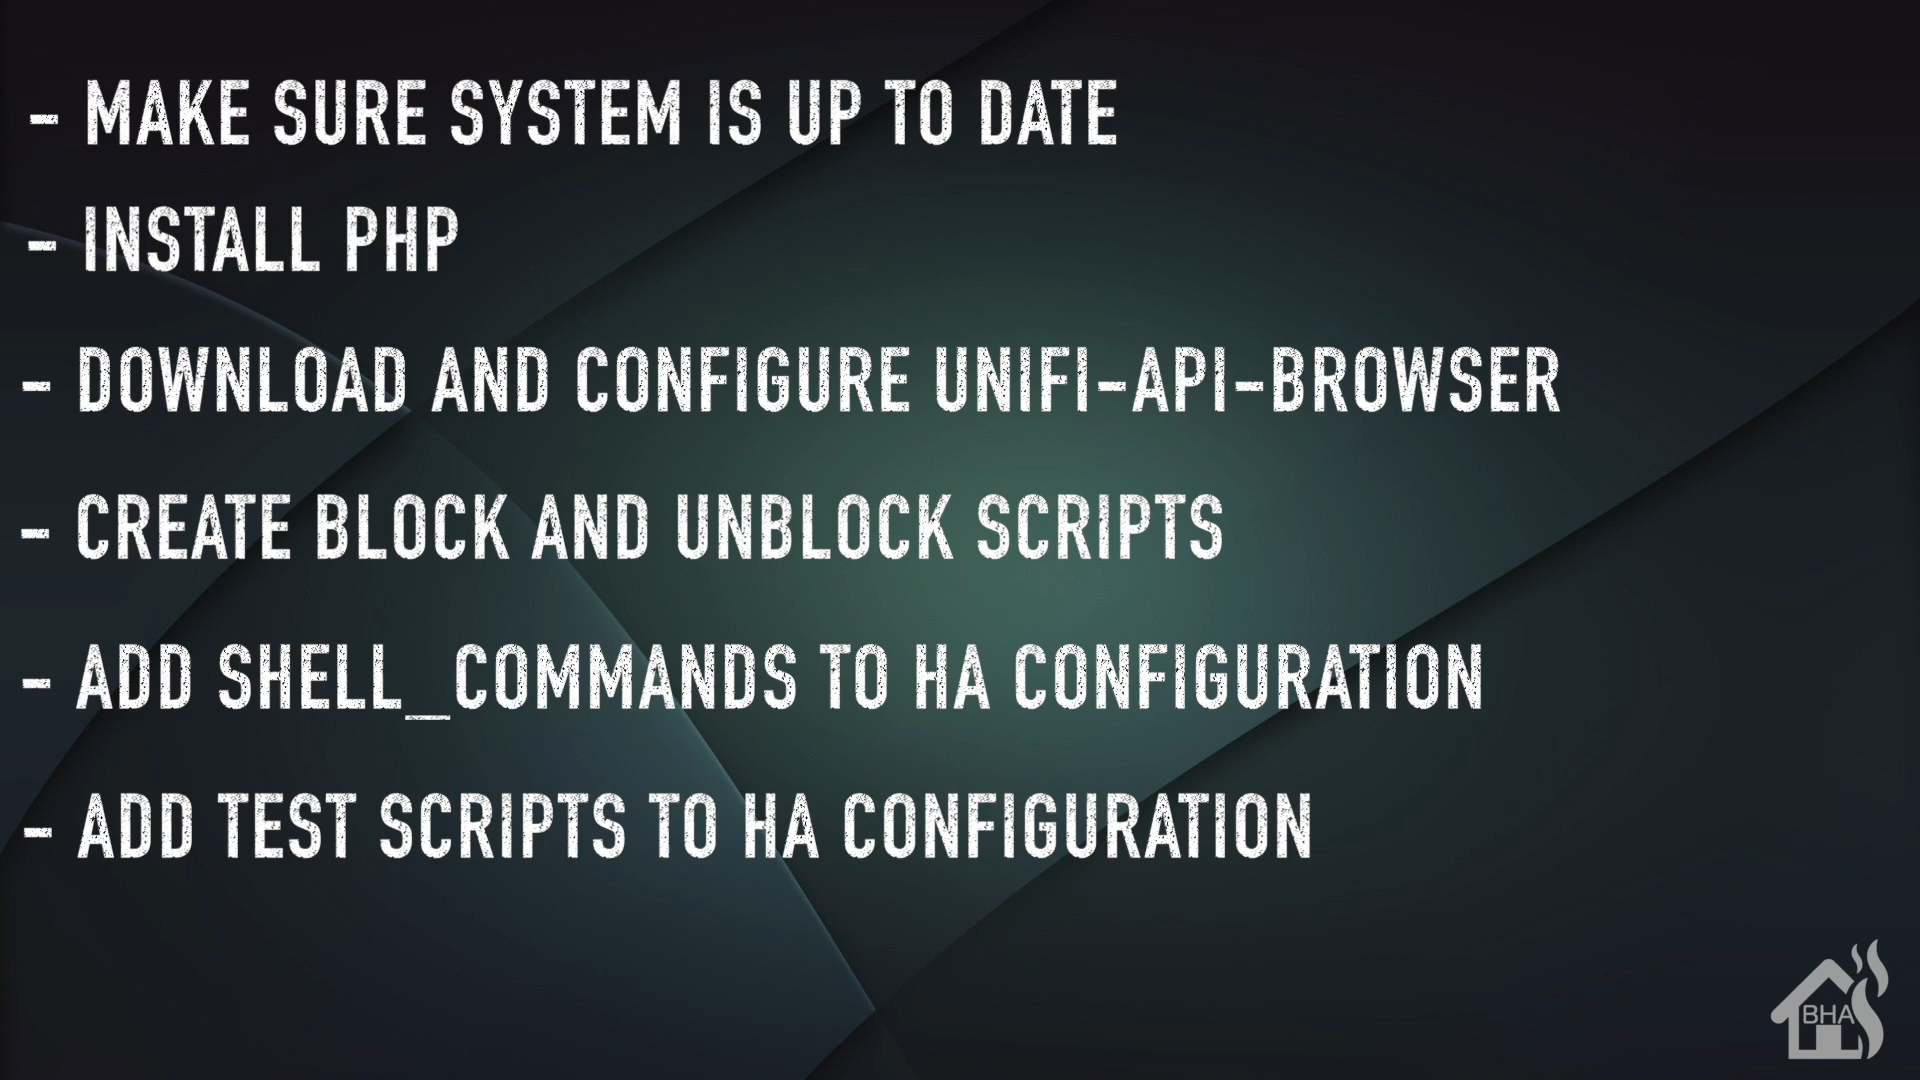 - MAKE SURE SYSTEM IS UP TO DATE
- INSTALL PHP
- DOWNLOAD AND CONFIGURE UNIFI-API-BROWSER
- CREATE BLOCK AND UNBLOCK SCRIPTS
- ADD SHELL_COMMANDS TO HA CONFIGURATION
- ADD TEST SCRIPTS TO HA CONFIGURATION
BHA